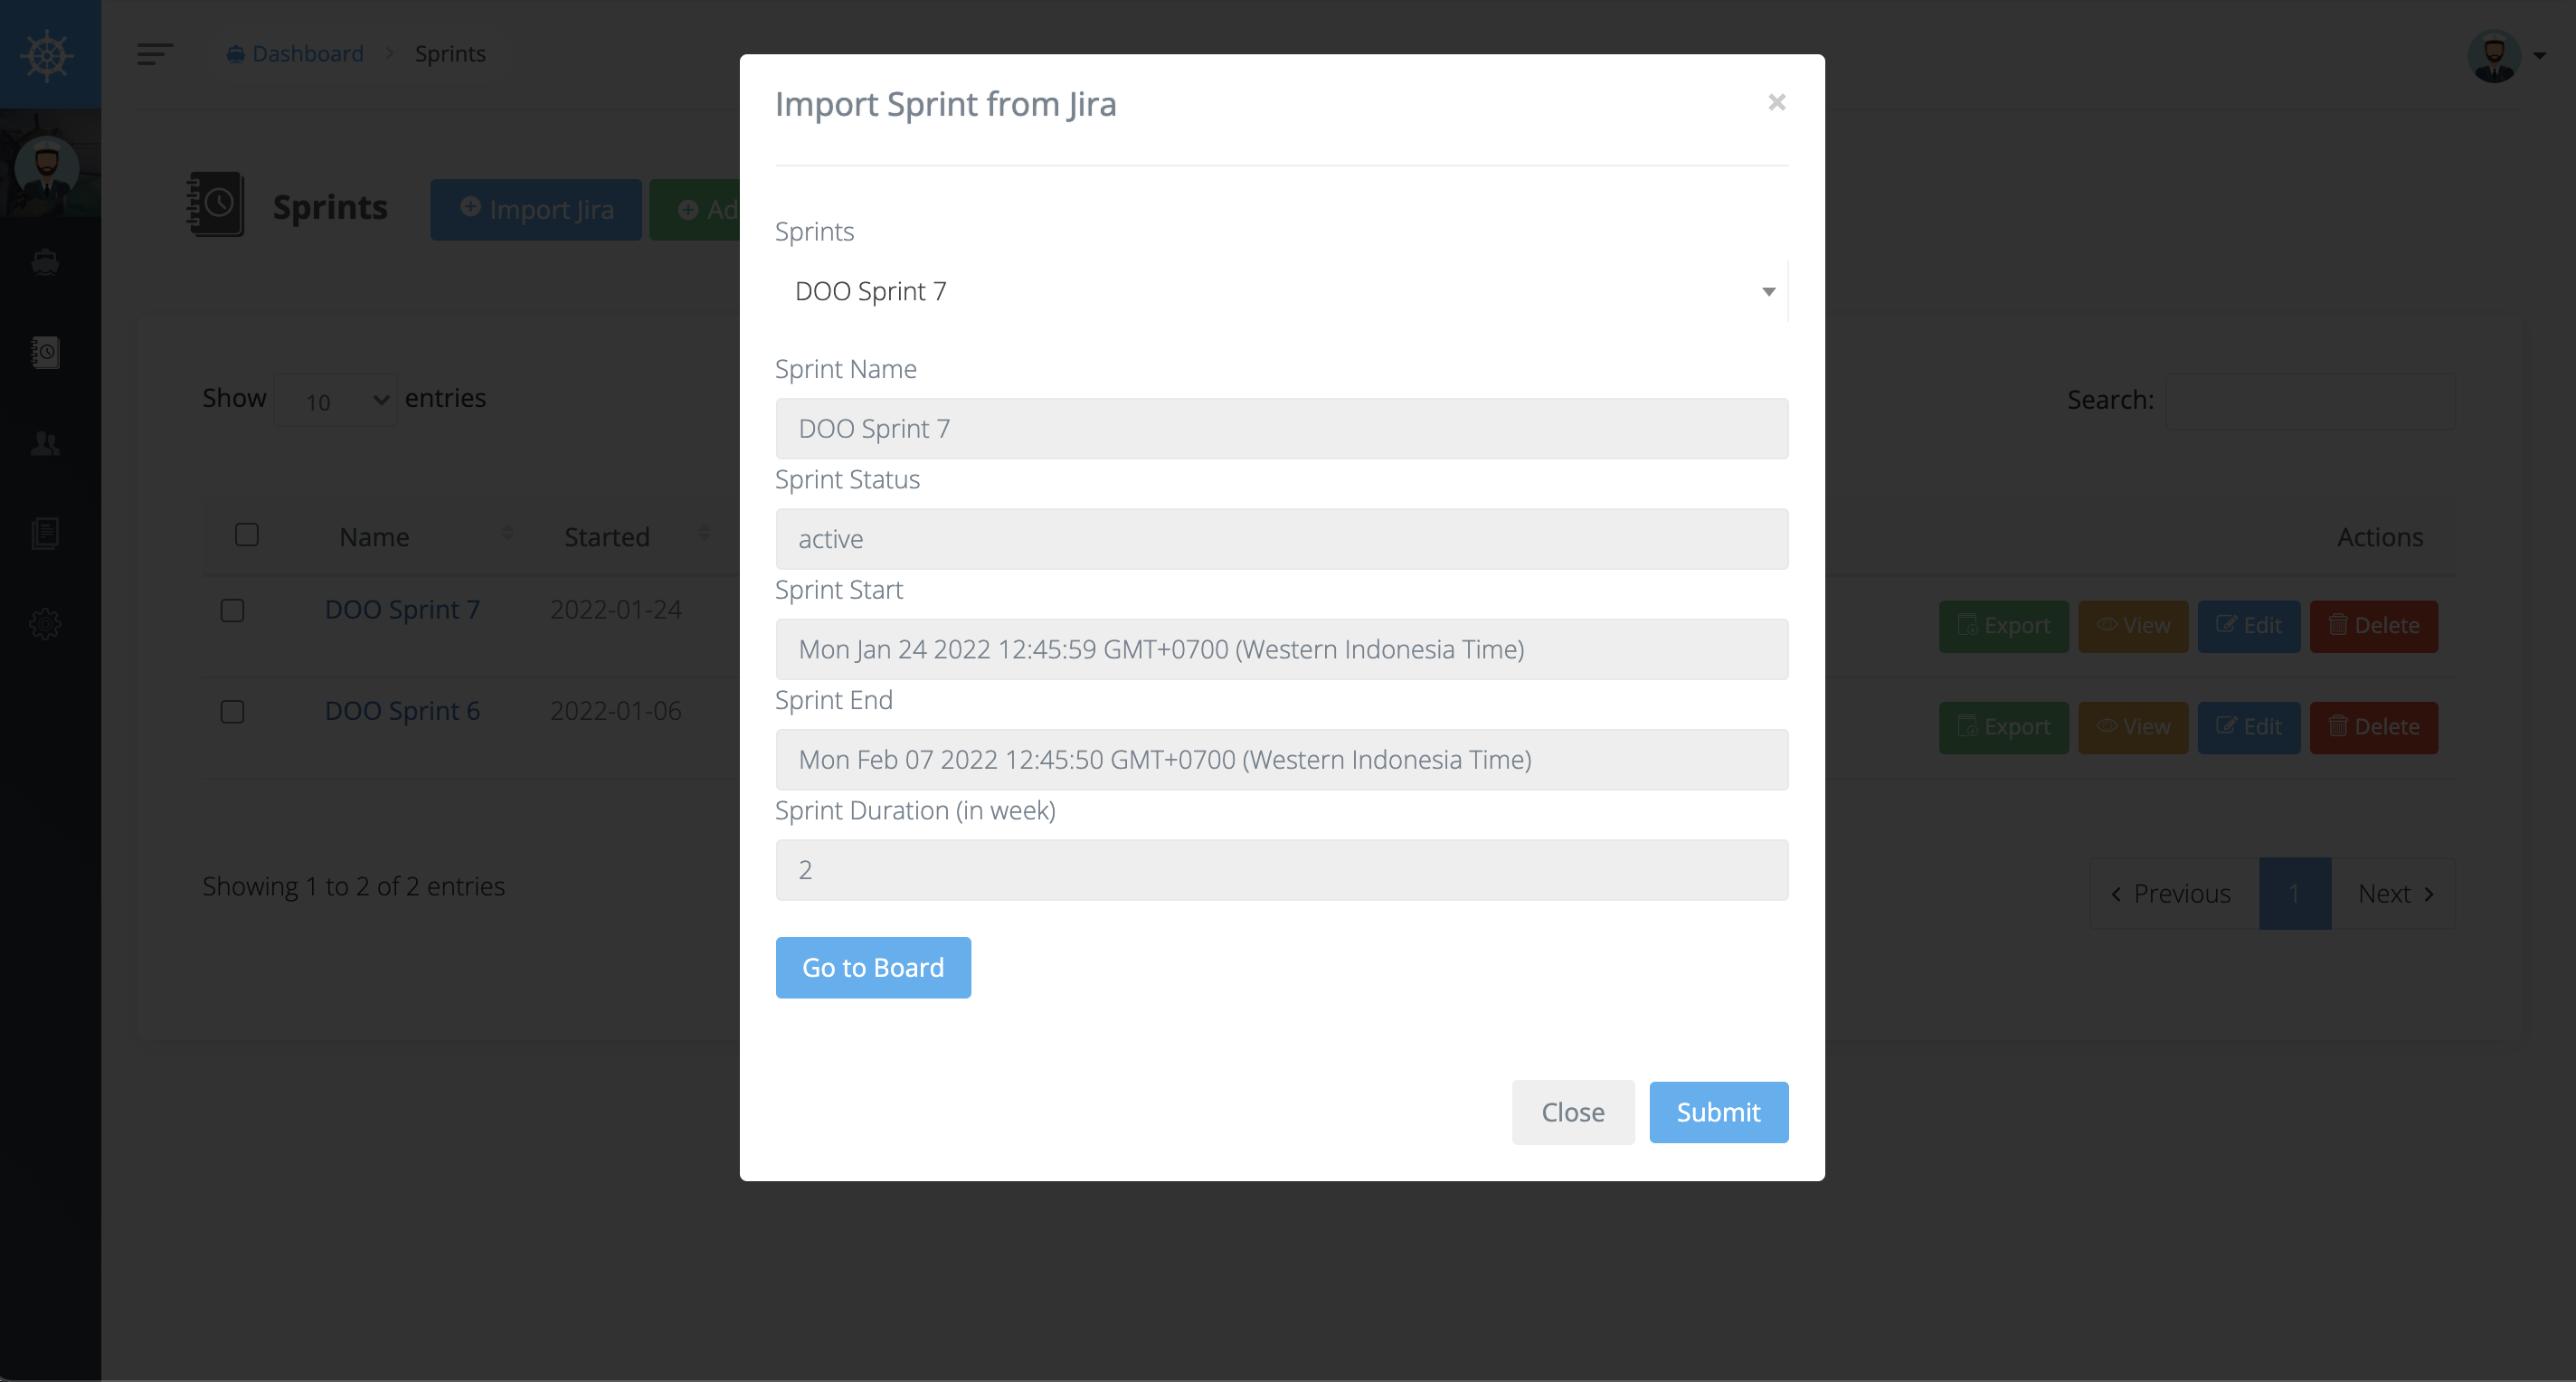 Dashboard > Sprints
Import Sprint from Jira
×
Sprints
Import Jira
Ad
Sprints
DOO Sprint 7
Sprint Name
DOO Sprint 7
Sprint Status
active
Sprint Start
Mon Jan 24 2022 12:45:59 GMT+0700 (Western Indonesia Time)
Sprint End
Mon Feb 07 2022 12:45:50 GMT+0700 (Western Indonesia Time)
Sprint Duration (in week)
2
Go to Board
Close Submit
Show 10 entries
Search:
Name Started Actions
DOO Sprint 7 2022-01-24 Export View Edit Delete
DOO Sprint 6 2022-01-06 Export View Edit Delete
Showing 1 to 2 of 2 entries
Previous 1 Next